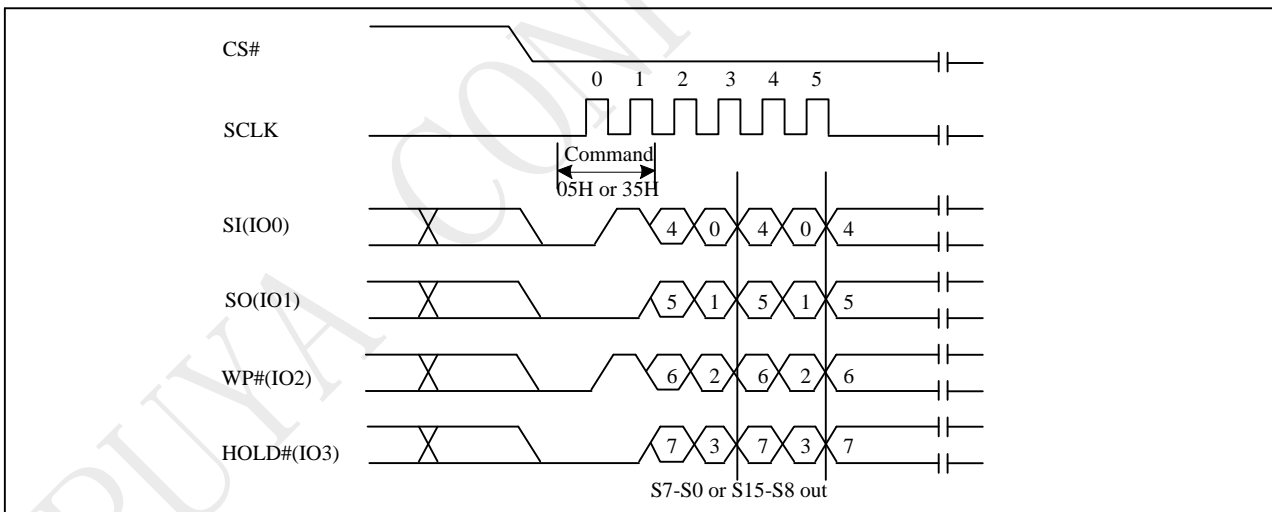 CS#
0 1 2 3 4 5
SCLK
Command
05H or 35H
SI(IO0) 4 0 4 0 4
SO(IO1) 5 1 5 1 5
WP#(IO2) 6 2 6 2 6
HOLD#(IO3) 7 3 7 3 7
S7-S0 or S15-S8 out
PUYA CONF